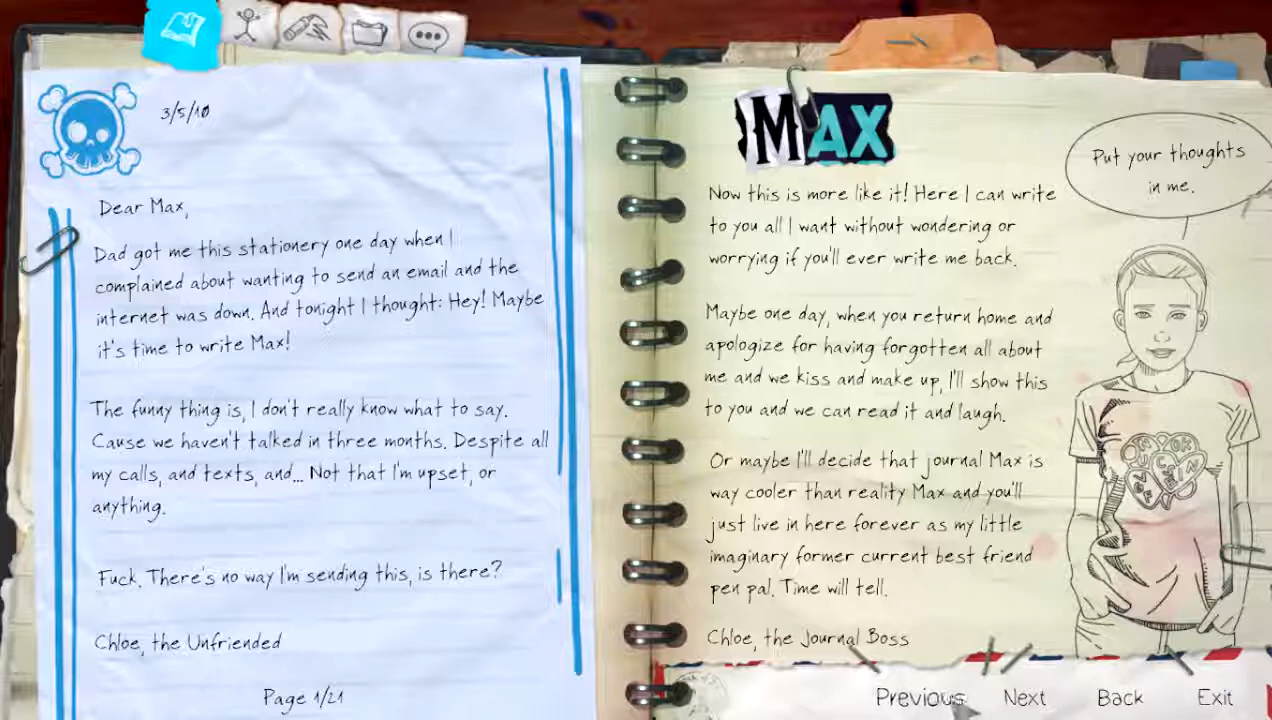 3/5/10
Dear Max,
Dad got me this stationery one day when I
complained about wanting to send an email and the
internet was down. And tonight I thought: Hey! Maybe
it's time to write Max!
The funny thing is, I don't really know what to say.
Cause we haven't talked in three months. Despite all
my calls, and texts, and... Not that I'm upset, or
anything.
Fuck. There's no way I'm sending this, is there?
Chloe, the Unfriended
Page 1/21
MAX
Now this is more like it! Here I can write
to you all I want without wondering or
worrying if you'll ever write me back.
Maybe one day, when you return home and
apologize for having forgotten all about
me and we kiss and make up, I'll show this
to you and we can read it and laugh.
Or maybe I'll decide that journal Max is
way cooler than reality Max and you'll
just live in here forever as my little
imaginary former current best friend
pen pal. Time will tell.
Chloe, the Journal Boss
Put your thoughts
in me.
Previous
Next
Back
Exit